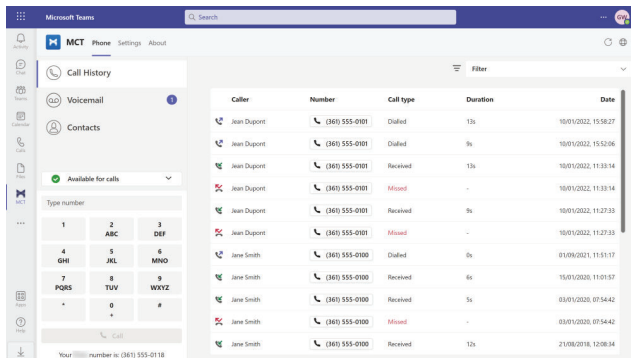 Microsoft Teams
Search
GW
Activity
Chat
Teams
Calendar
Calls
Files
MCT
Apps
Help
MCT Phone Settings About
Call History
Voicemail 1
Contacts
Available for calls
Type number
1
2 ABC
3 DEF
4 GHI
5 JKL
6 MNO
7 PQRS
8 TUV
9 WXYZ
*
0 +
#
Call
Your number is: (361) 555-0118
Filter
Caller Number Call type Duration Date
Jean Dupont (361) 555-0101 Dialled 13s 10/01/2022, 15:58:27
Jean Dupont (361) 555-0101 Dialled 9s 10/01/2022, 15:52:06
Jean Dupont (361) 555-0101 Received 13s 10/01/2022, 11:33:14
Jean Dupont (361) 555-0101 Missed - 10/01/2022, 11:33:14
Jean Dupont (361) 555-0101 Received 9s 10/01/2022, 11:27:33
Jean Dupont (361) 555-0101 Missed - 10/01/2022, 11:27:33
Jane Smith (361) 555-0100 Dialled 0s 01/09/2021, 11:51:17
Jane Smith (361) 555-0100 Received 6s 15/01/2020, 11:01:57
Jane Smith (361) 555-0100 Received 5s 03/01/2020, 07:54:42
Jane Smith (361) 555-0100 Missed - 03/01/2020, 07:54:42
Jane Smith (361) 555-0100 Received 12s 21/08/2018, 12:08:34